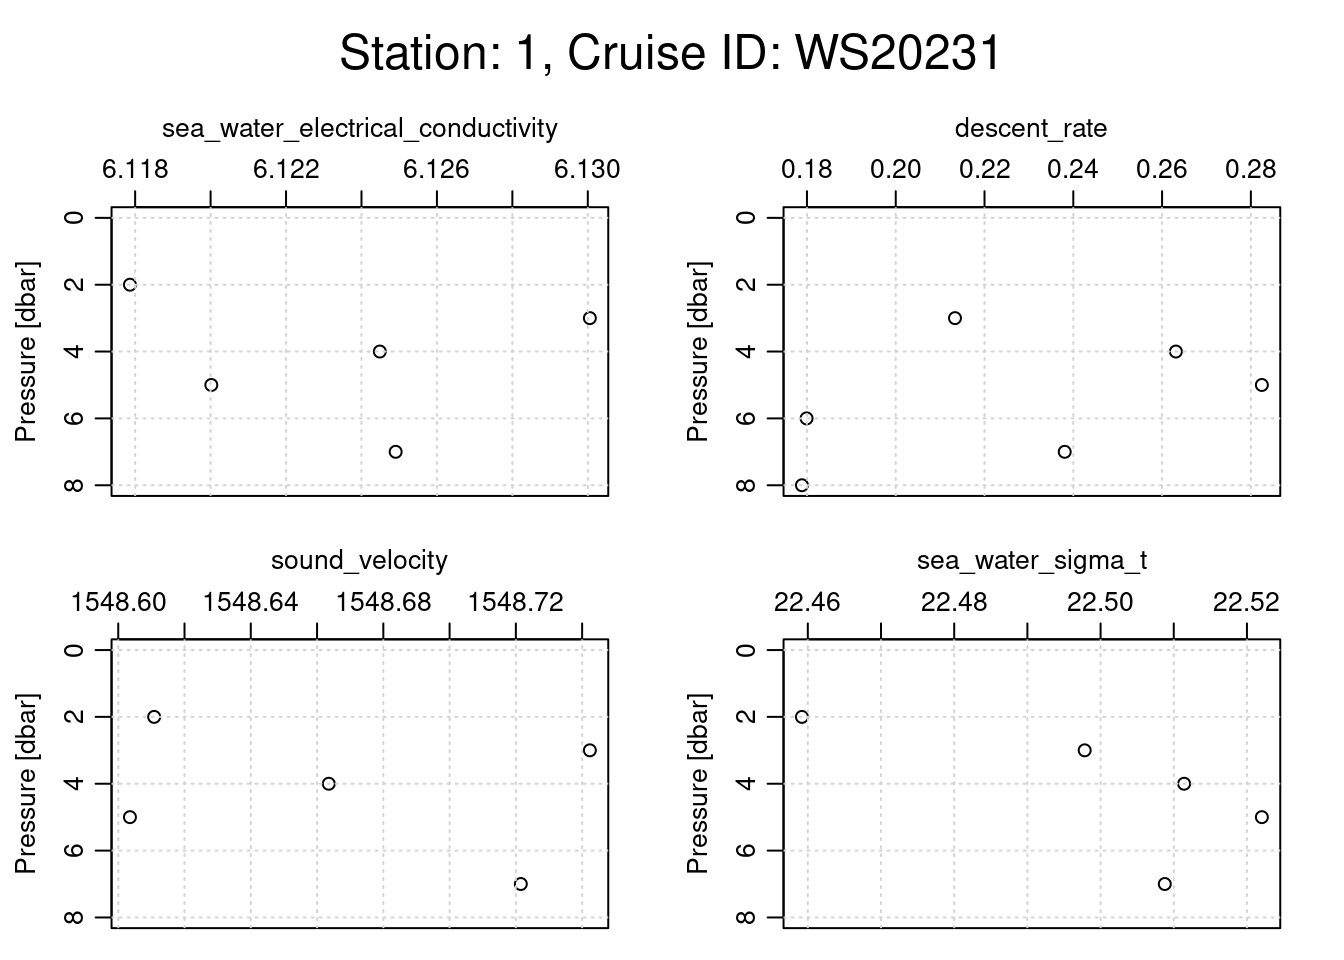 Station: 1, Cruise ID: WS20231
sea_water_electrical_conductivity
6.118 6.122 6.126 6.130
Pressure [dbar]
0 2 4 6 8
descent_rate
0.18 0.20 0.22 0.24 0.26 0.28
Pressure [dbar]
0 2 4 6 8
sound_velocity
1548.60 1548.64 1548.68 1548.72
Pressure [dbar]
0 2 4 6 8
sea_water_sigma_t
22.46 22.48 22.50 22.52
Pressure [dbar]
0 2 4 6 8